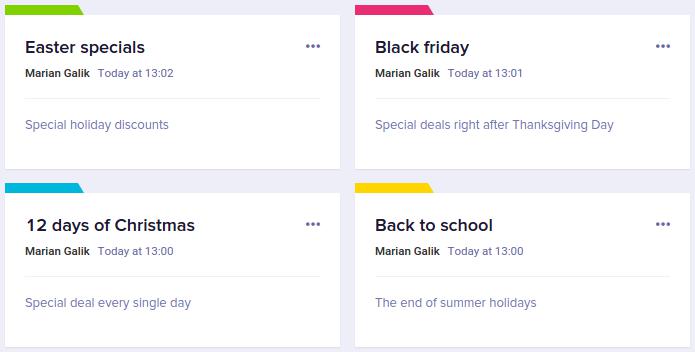 Easter specials
Marian Galik Today at 13:02
Special holiday discounts
Black friday
Marian Galik Today at 13:01
Special deals right after Thanksgiving Day
12 days of Christmas
Marian Galik Today at 13:00
Special deal every single day
Back to school
Marian Galik Today at 13:00
The end of summer holidays